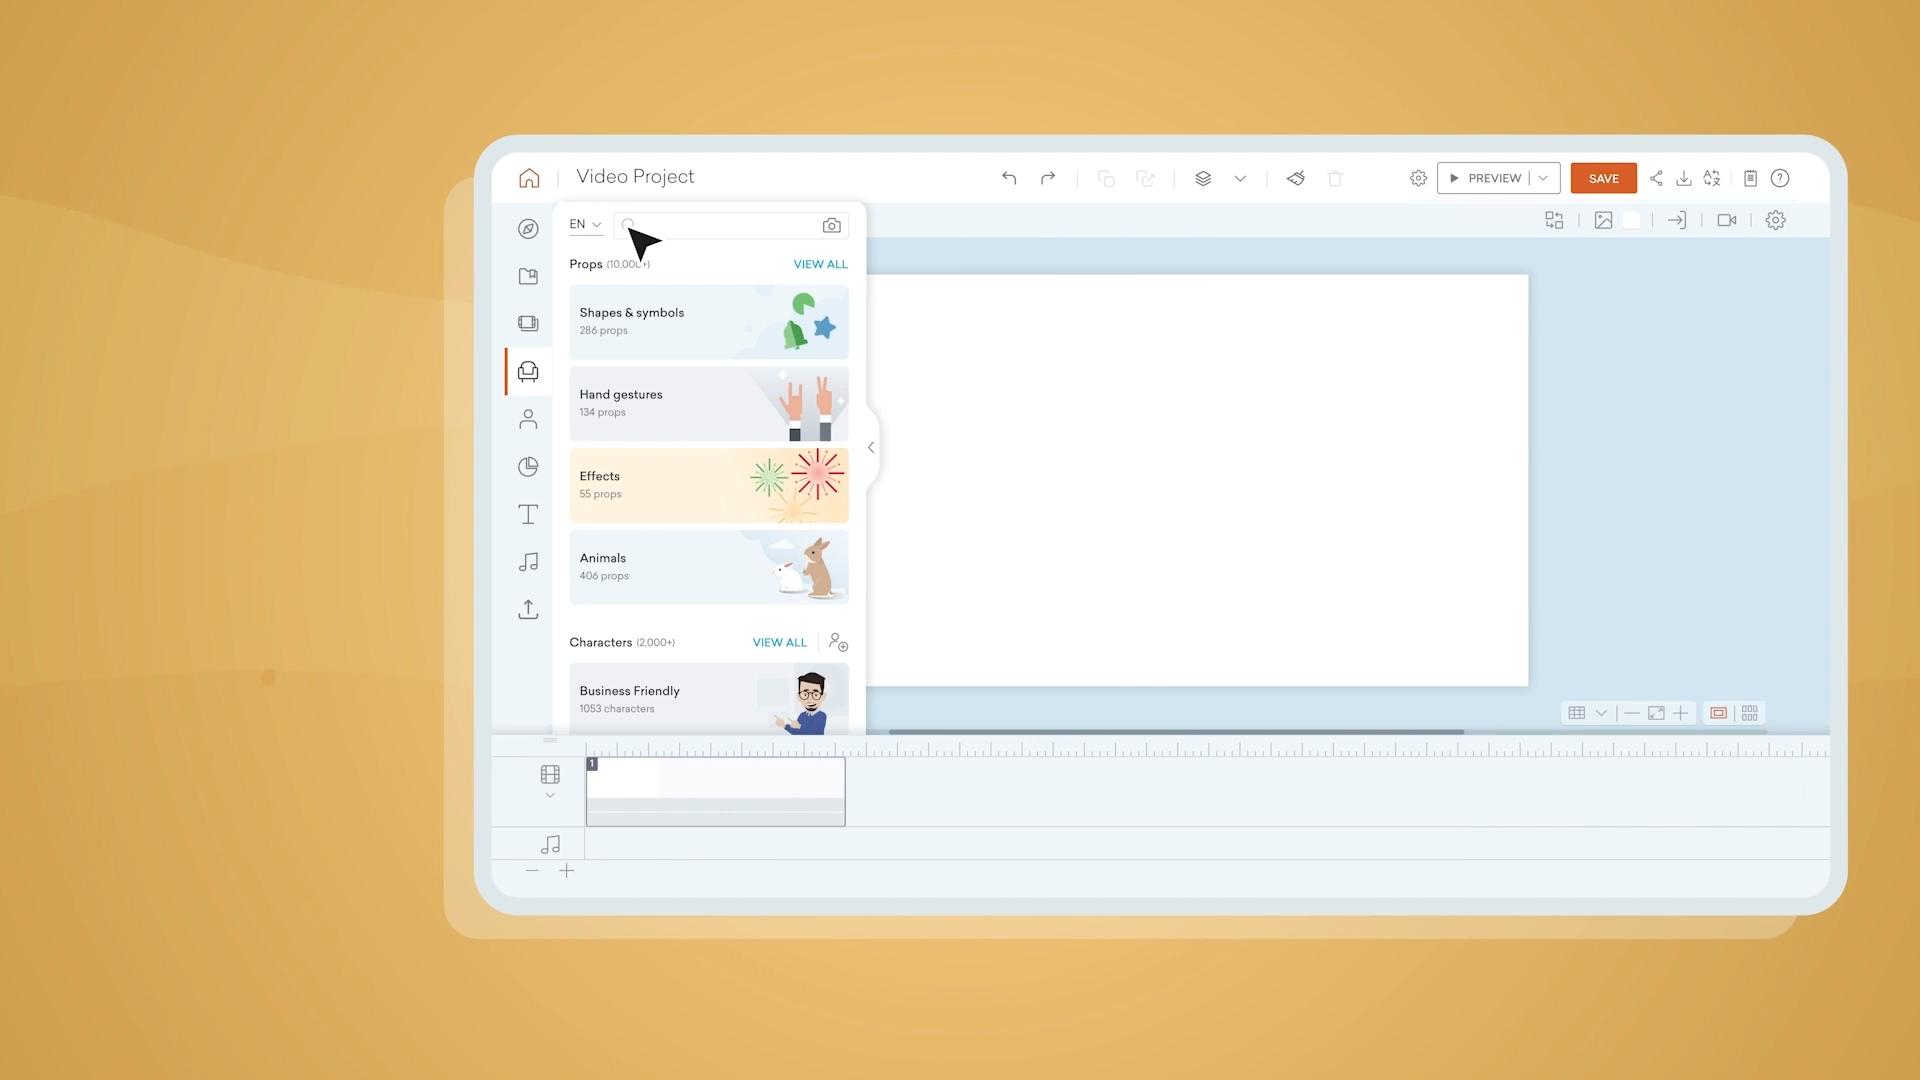 Video Project
PREVIEW
SAVE
EN
Props (10,000+)
VIEW ALL
Shapes & symbols
286 props
Hand gestures
134 props
Effects
55 props
Animals
406 props
Characters (2,000+)
VIEW ALL
Business Friendly
1053 characters
1